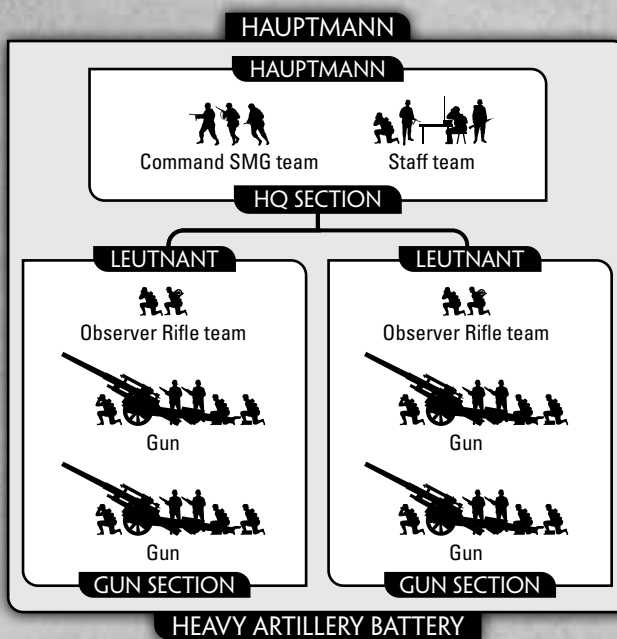 HAUPTMANN
HAUPTMANN
Command SMG team
Staff team
HQ SECTION
LEUTNANT
Observer Rifle team
Gun
Gun
GUN SECTION
LEUTNANT
Observer Rifle team
Gun
Gun
GUN SECTION
HEAVY ARTILLERY BATTERY